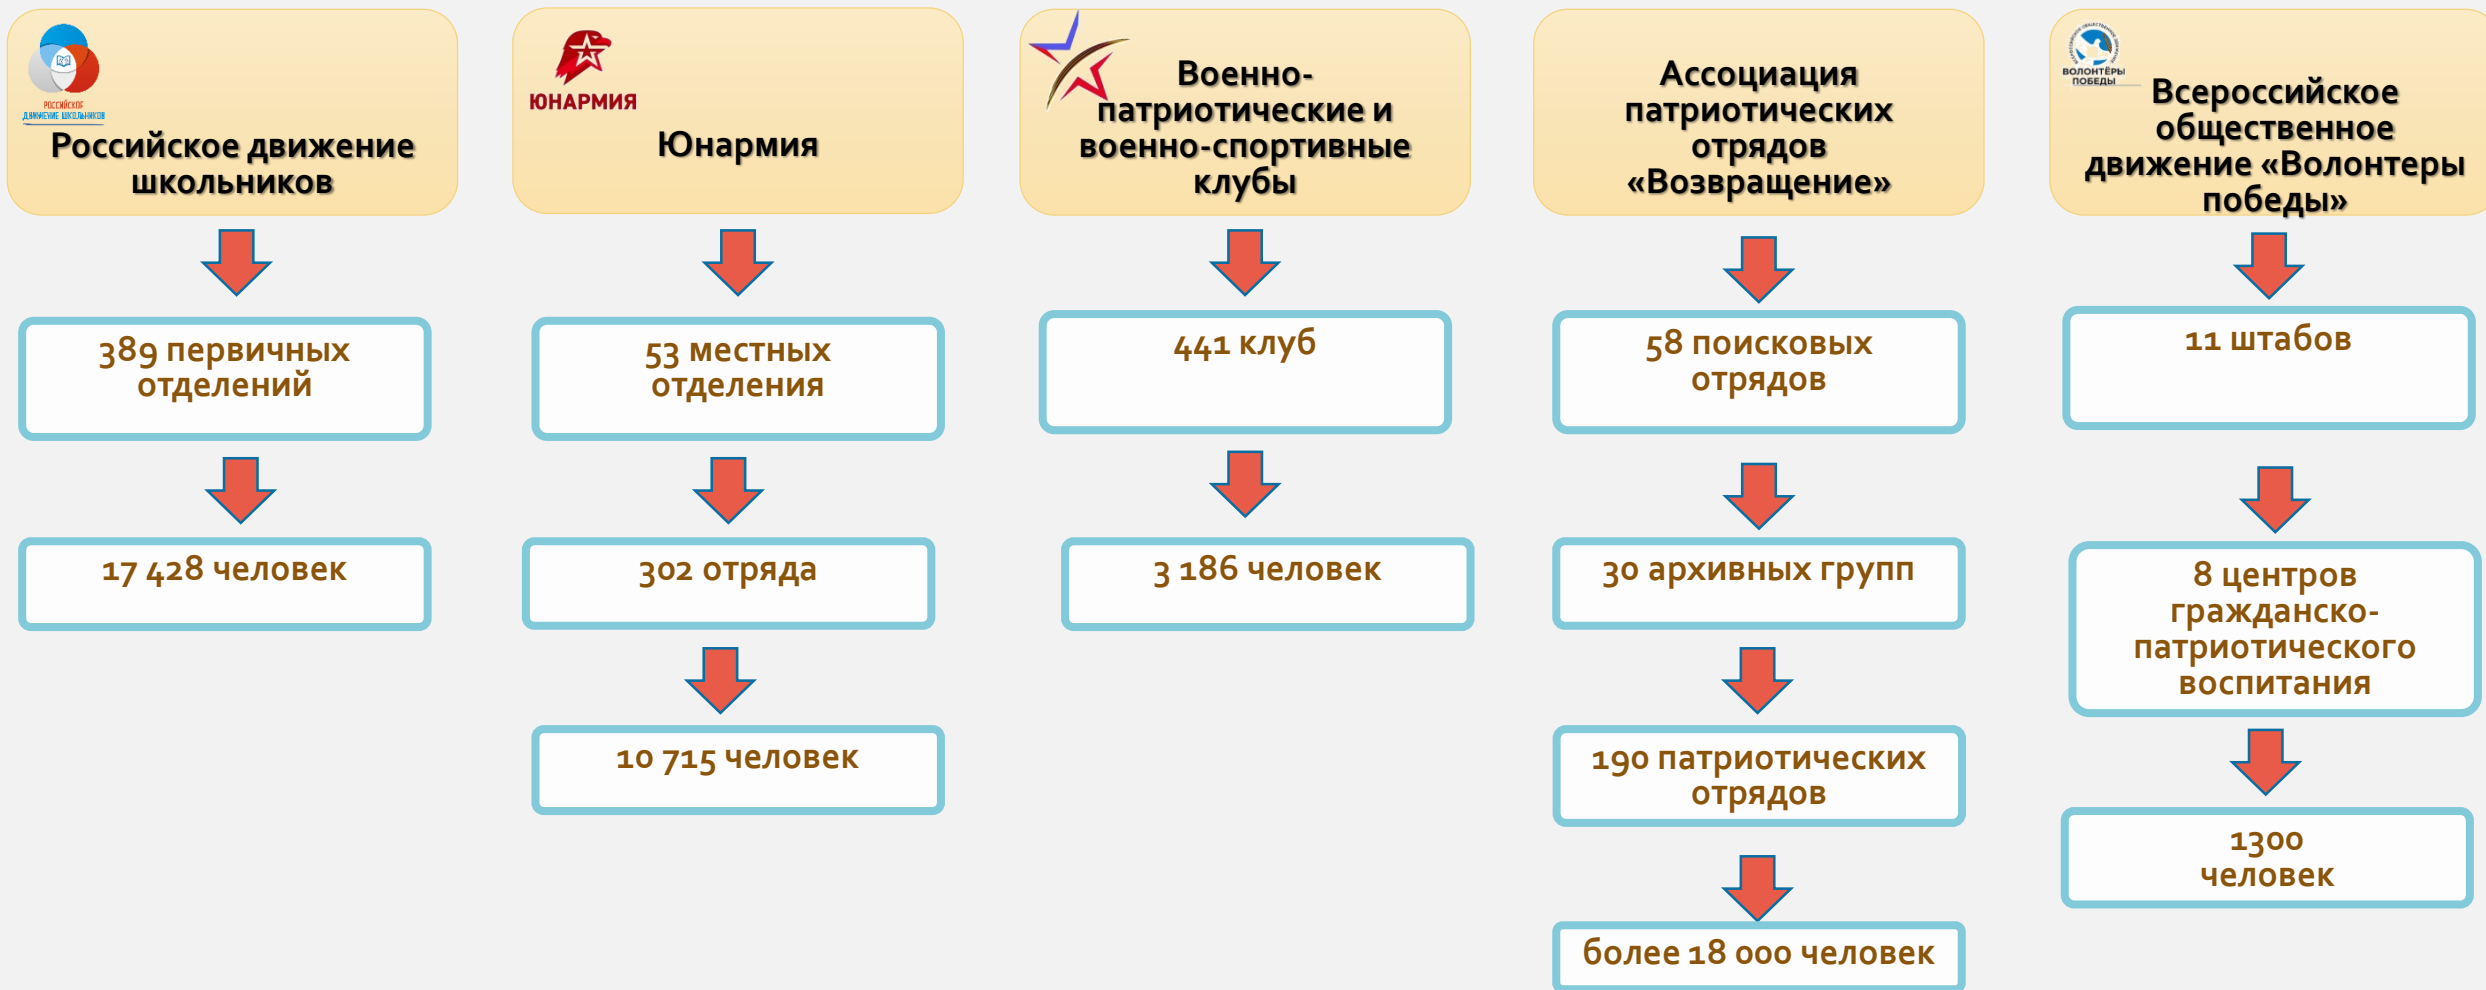 РОССИЙСКОЕ
ДВИЖЕНИЕ ШКОЛЬНИКОВ
Российское движение
школьников
389 первичных
отделений
17 428 человек
ЮНАРМИЯ
Юнармия
53 местных
отделения
302 отряда
10 715 человек
Военно-
патриотические и
военно-спортивные
клубы
441 клуб
3 186 человек
Ассоциация
патриотических
отрядов
«Возвращение»
58 поисковых
отрядов
30 архивных групп
190 патриотических
отрядов
более 18 000 человек
ВОЛОНТЁРЫ
ПОБЕДЫ
Всероссийское
общественное
движение «Волонтеры
победы»
11 штабов
8 центров
гражданско-
патриотического
воспитания
1300
человек